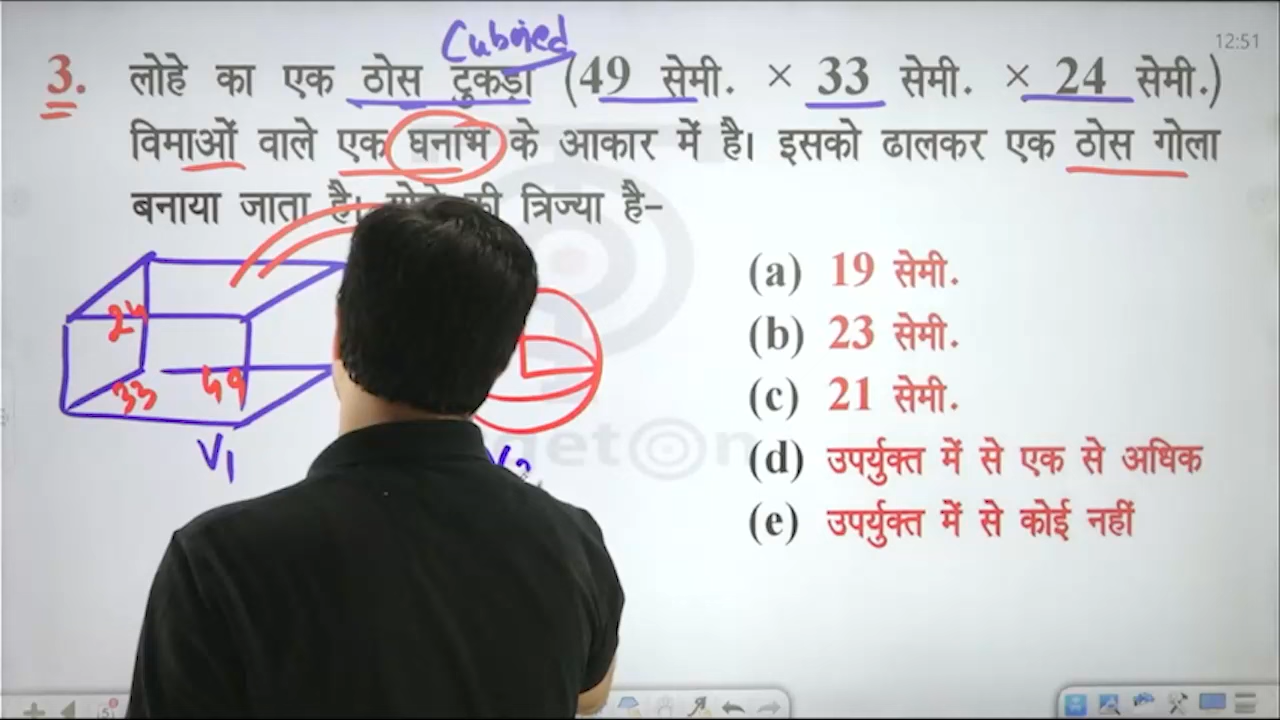 12:51
Cuboied
3. लोहे का एक ठोस टुकड़ा (49 सेमी. × 33 सेमी. × 24 सेमी.)
विमाओं वाले एक घनाभ के आकार में है। इसको ढालकर एक ठोस गोला
बनाया जाता है। की त्रिज्या है-
(a) 19 सेमी.
(b) 23 सेमी.
(c) 21 सेमी.
(d) उपर्युक्त में से एक से अधिक
(e) उपर्युक्त में से कोई नहीं
24
33 49
V1